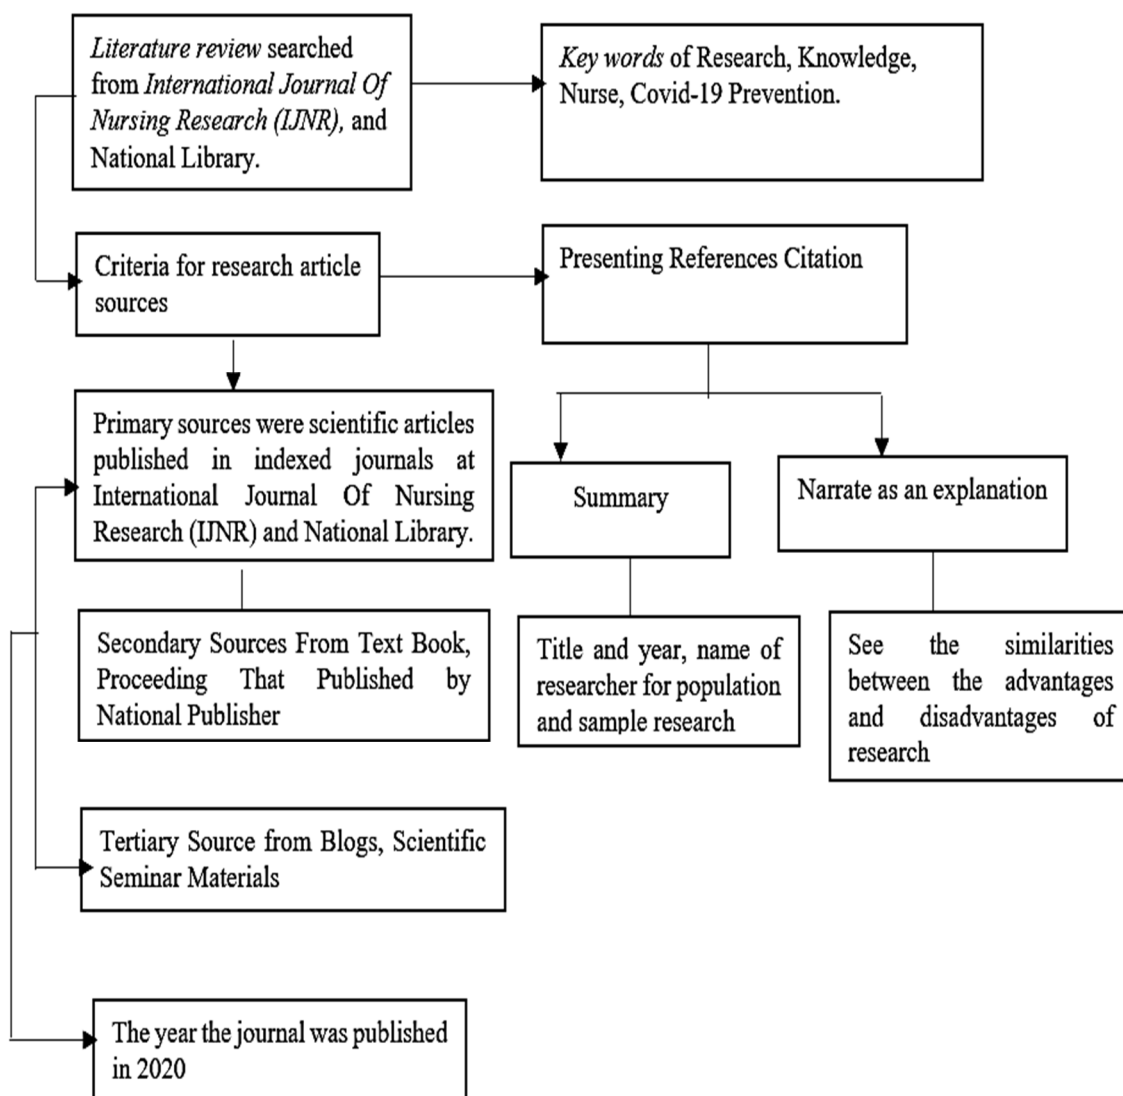 Literature review searched
from International Journal Of
Nursing Research (IJNR), and
National Library.
Key words of Research, Knowledge,
Nurse, Covid-19 Prevention.
Criteria for research article
sources
Presenting References Citation
Primary sources were scientific articles
published in indexed journals at
International Journal Of Nursing
Research (IJNR) and National Library.
Summary
Narrate as an explanation
Secondary Sources From Text Book,
Proceeding That Published by
National Publisher
Title and year, name of
researcher for population
and sample research
See the similarities
between the advantages
and disadvantages of
research
Tertiary Source from Blogs, Scientific
Seminar Materials
The year the journal was published
in 2020